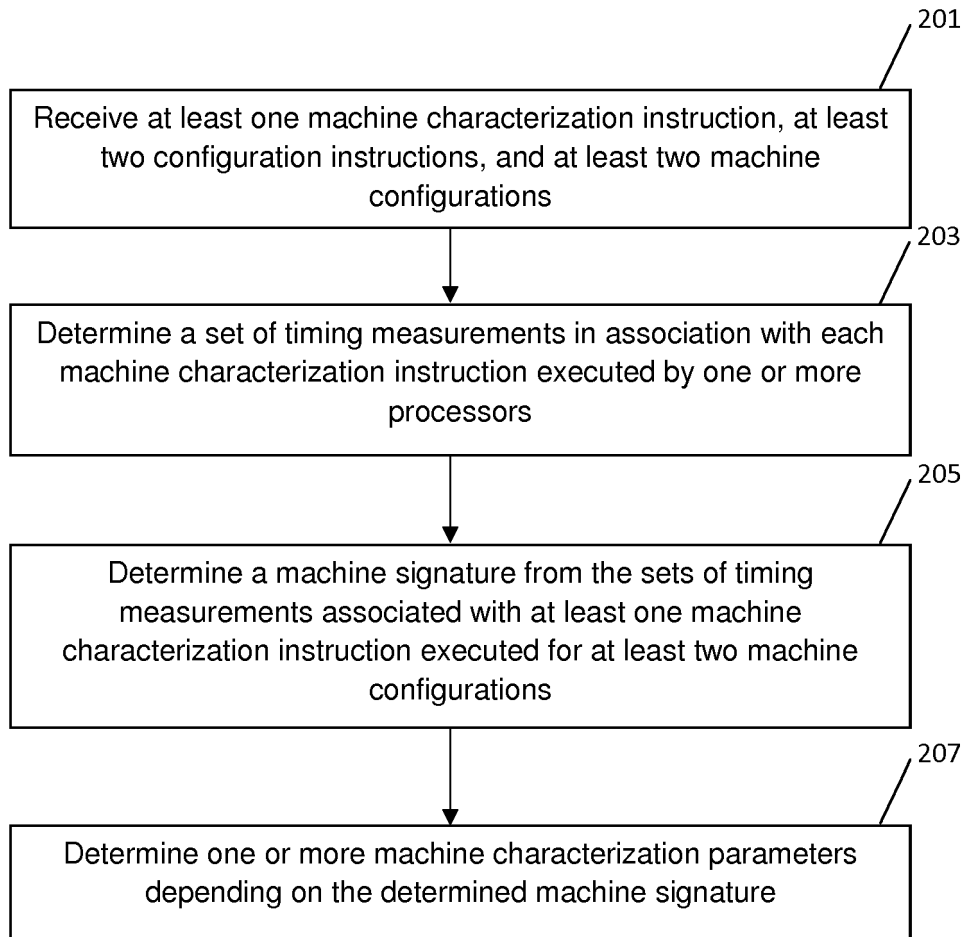 201
Receive at least one machine characterization instruction, at least
two configuration instructions, and at least two machine
configurations
203
Determine a set of timing measurements in association with each
machine characterization instruction executed by one or more
processors
205
Determine a machine signature from the sets of timing
measurements associated with at least one machine
characterization instruction executed for at least two machine
configurations
207
Determine one or more machine characterization parameters
depending on the determined machine signature